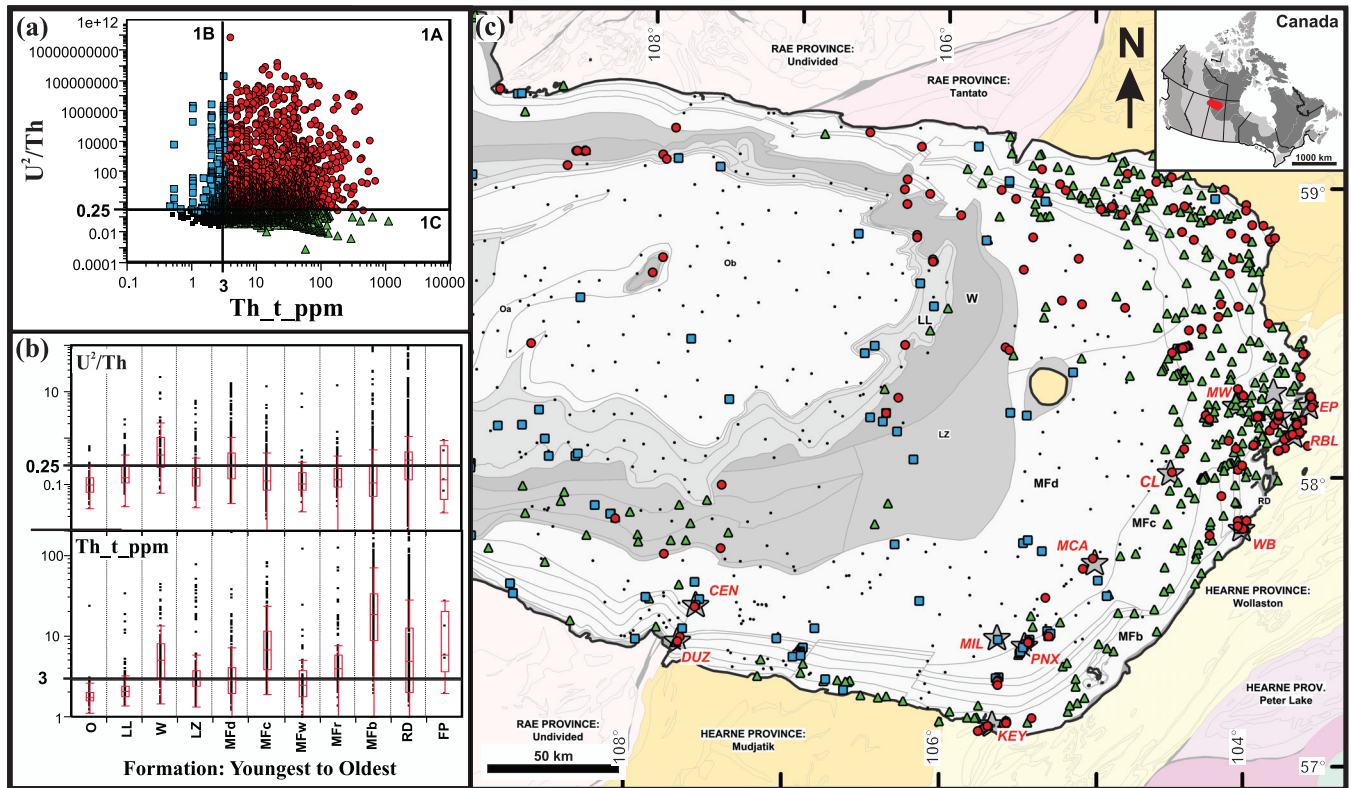 (a)
1B
1A
1e+12
10000000000
100000000
1000000
10000
100
0.25
0.01
0.0001
U²/Th
1C
0.1
1
3
10
100
1000
10000
Th_t_ppm
(b)
U²/Th
10
0.25
0.1
Th_t_ppm
100
10
3
1
O
LL
W
LZ
MFd
MFc
MFw
MFr
MFb
RD
FP
Formation: Youngest to Oldest
(c)
108°
106°
RAE PROVINCE:
Undivided
RAE PROVINCE:
Tantato
N
Canada
1000 km
59°
Ob
Oa
W
LL
LZ
MFd
MW
EP
RBL
CL
58°
RD
MFc
WB
MCA
HEARNE PROVINCE:
Wollaston
CEN
MFb
MIL
PNX
DUZ
HEARNE PROV.
Peter Lake
KEY
RAE PROVINCE:
Undivided
HEARNE PROVINCE:
Mudjatik
50 km
108°
106°
104°
57°